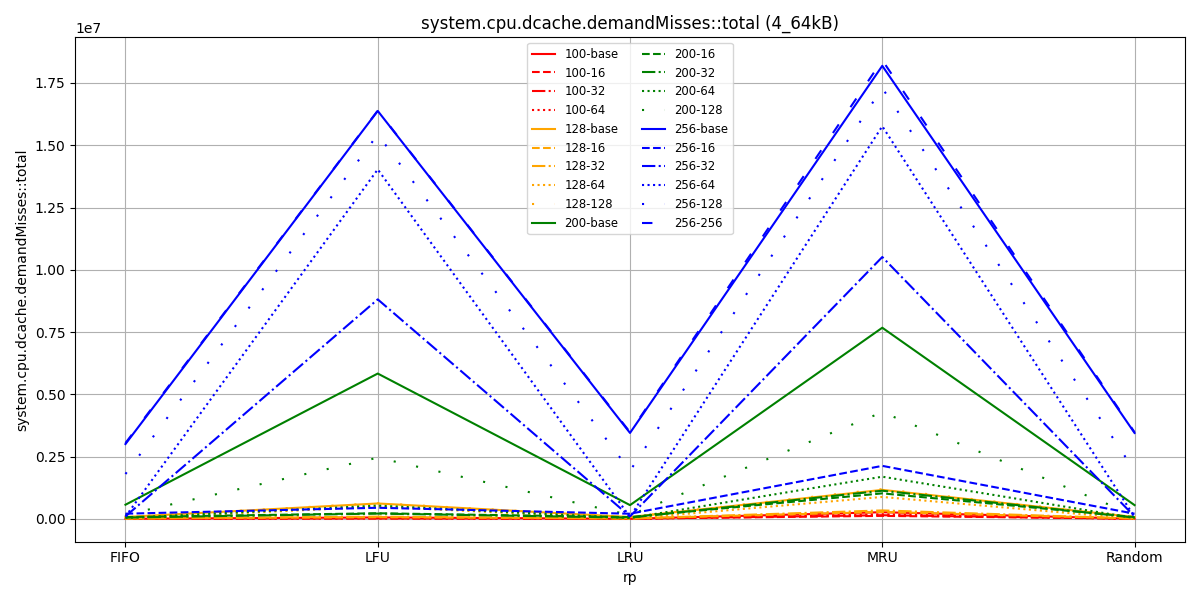 system.cpu.dcache.demandMisses::total (4_64kB)
1e7
system.cpu.dcache.demandMisses::total
1.75
1.50
1.25
1.00
0.75
0.50
0.25
0.00
100-base
100-16
100-32
100-64
128-base
128-16
128-32
128-64
128-128
200-base
200-16
200-32
200-64
200-128
256-base
256-16
256-32
256-64
256-128
256-256
FIFO
LFU
LRU
MRU
Random
rp